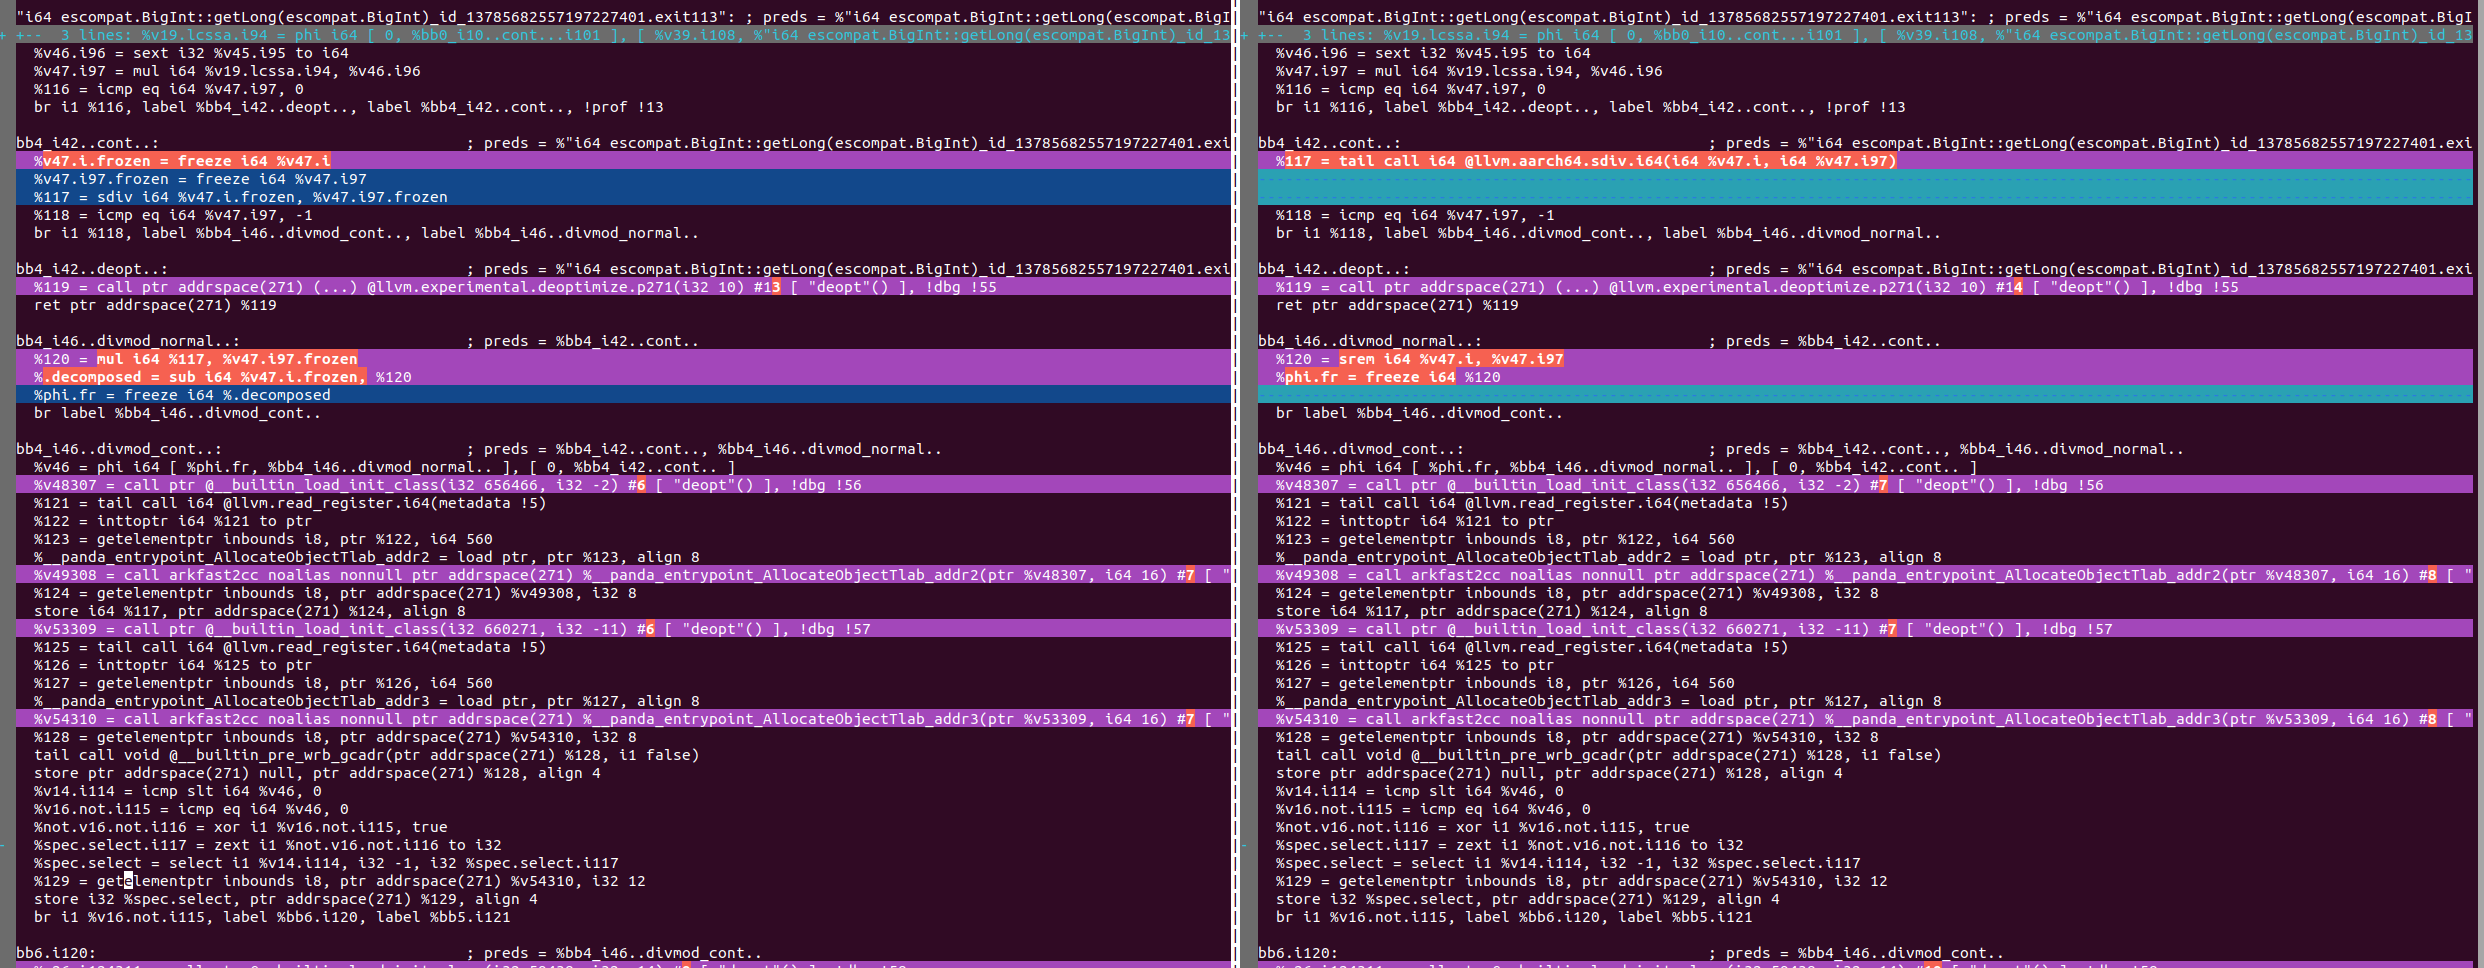 "i64 escompat.BigInt::getLong(escompat.BigInt)_id_13785682557197227401.exit113": ; preds = %"i64 escompat.BigInt::getLong(escompat.BigI
+ +--  3 lines: %v19.lcssa.i94 = phi i64 [ 0, %bb0_i10..cont...i101 ], [ %v39.i108, %"i64 escompat.BigInt::getLong(escompat.BigInt)_id_13
%v46.i96 = sext i32 %v45.i95 to i64
%v47.i97 = mul i64 %v19.lcssa.i94, %v46.i96
%116 = icmp eq i64 %v47.i97, 0
br i1 %116, label %bb4_i42..deopt.., label %bb4_i42..cont.., !prof !13
bb4_i42..cont..: ; preds = %"i64 escompat.BigInt::getLong(escompat.BigInt)_id_13785682557197227401.exi
%v47.i.frozen = freeze i64 %v47.i
%v47.i97.frozen = freeze i64 %v47.i97
%117 = sdiv i64 %v47.i.frozen, %v47.i97.frozen
%118 = icmp eq i64 %v47.i97, -1
br i1 %118, label %bb4_i46..divmod_cont.., label %bb4_i46..divmod_normal..
bb4_i42..deopt..: ; preds = %"i64 escompat.BigInt::getLong(escompat.BigInt)_id_13785682557197227401.exi
%119 = call ptr addrspace(271) (...) @llvm.experimental.deoptimize.p271(i32 10) #13 [ "deopt"() ], !dbg !55
ret ptr addrspace(271) %119
bb4_i46..divmod_normal..: ; preds = %bb4_i42..cont..
%120 = mul i64 %117, %v47.i97.frozen
%.decomposed = sub i64 %v47.i.frozen, %120
%phi.fr = freeze i64 %.decomposed
br label %bb4_i46..divmod_cont..
bb4_i46..divmod_cont..: ; preds = %bb4_i42..cont.., %bb4_i46..divmod_normal..
%v46 = phi i64 [ %phi.fr, %bb4_i46..divmod_normal.. ], [ 0, %bb4_i42..cont.. ]
%v48307 = call ptr @__builtin_load_init_class(i32 656466, i32 -2) #6 [ "deopt"() ], !dbg !56
%121 = tail call i64 @llvm.read_register.i64(metadata !5)
%122 = inttoptr i64 %121 to ptr
%123 = getelementptr inbounds i8, ptr %122, i64 560
%__panda_entrypoint_AllocateObjectTlab_addr2 = load ptr, ptr %123, align 8
%v49308 = call arkfast2cc noalias nonnull ptr addrspace(271) %__panda_entrypoint_AllocateObjectTlab_addr2(ptr %v48307, i64 16) #7 [ "
%124 = getelementptr inbounds i8, ptr addrspace(271) %v49308, i32 8
store i64 %117, ptr addrspace(271) %124, align 8
%v53309 = call ptr @__builtin_load_init_class(i32 660271, i32 -11) #6 [ "deopt"() ], !dbg !57
%125 = tail call i64 @llvm.read_register.i64(metadata !5)
%126 = inttoptr i64 %125 to ptr
%127 = getelementptr inbounds i8, ptr %126, i64 560
%__panda_entrypoint_AllocateObjectTlab_addr3 = load ptr, ptr %127, align 8
%v54310 = call arkfast2cc noalias nonnull ptr addrspace(271) %__panda_entrypoint_AllocateObjectTlab_addr3(ptr %v53309, i64 16) #7 [ "
%128 = getelementptr inbounds i8, ptr addrspace(271) %v54310, i32 8
tail call void @__builtin_pre_wrb_gcadr(ptr addrspace(271) %128, i1 false)
store ptr addrspace(271) null, ptr addrspace(271) %128, align 4
%v14.i114 = icmp slt i64 %v46, 0
%v16.not.i115 = icmp eq i64 %v46, 0
%not.v16.not.i116 = xor i1 %v16.not.i115, true
- %spec.select.i117 = zext i1 %not.v16.not.i116 to i32
%spec.select = select i1 %v14.i114, i32 -1, i32 %spec.select.i117
%129 = getelementptr inbounds i8, ptr addrspace(271) %v54310, i32 12
store i32 %spec.select, ptr addrspace(271) %129, align 4
br i1 %v16.not.i115, label %bb6.i120, label %bb5.i121
bb6.i120: ; preds = %bb4_i46..divmod_cont..
"i64 escompat.BigInt::getLong(escompat.BigInt)_id_13785682557197227401.exit113": ; preds = %"i64 escompat.BigInt::getLong(escompat.BigI
+ +--  3 lines: %v19.lcssa.i94 = phi i64 [ 0, %bb0_i10..cont...i101 ], [ %v39.i108, %"i64 escompat.BigInt::getLong(escompat.BigInt)_id_13
%v46.i96 = sext i32 %v45.i95 to i64
%v47.i97 = mul i64 %v19.lcssa.i94, %v46.i96
%116 = icmp eq i64 %v47.i97, 0
br i1 %116, label %bb4_i42..deopt.., label %bb4_i42..cont.., !prof !13
bb4_i42..cont..: ; preds = %"i64 escompat.BigInt::getLong(escompat.BigInt)_id_13785682557197227401.exi
%117 = tail call i64 @llvm.aarch64.sdiv.i64(i64 %v47.i, i64 %v47.i97)
%118 = icmp eq i64 %v47.i97, -1
br i1 %118, label %bb4_i46..divmod_cont.., label %bb4_i46..divmod_normal..
bb4_i42..deopt..: ; preds = %"i64 escompat.BigInt::getLong(escompat.BigInt)_id_13785682557197227401.exi
%119 = call ptr addrspace(271) (...) @llvm.experimental.deoptimize.p271(i32 10) #14 [ "deopt"() ], !dbg !55
ret ptr addrspace(271) %119
bb4_i46..divmod_normal..: ; preds = %bb4_i42..cont..
%120 = srem i64 %v47.i, %v47.i97
%phi.fr = freeze i64 %120
br label %bb4_i46..divmod_cont..
bb4_i46..divmod_cont..: ; preds = %bb4_i42..cont.., %bb4_i46..divmod_normal..
%v46 = phi i64 [ %phi.fr, %bb4_i46..divmod_normal.. ], [ 0, %bb4_i42..cont.. ]
%v48307 = call ptr @__builtin_load_init_class(i32 656466, i32 -2) #7 [ "deopt"() ], !dbg !56
%121 = tail call i64 @llvm.read_register.i64(metadata !5)
%122 = inttoptr i64 %121 to ptr
%123 = getelementptr inbounds i8, ptr %122, i64 560
%__panda_entrypoint_AllocateObjectTlab_addr2 = load ptr, ptr %123, align 8
%v49308 = call arkfast2cc noalias nonnull ptr addrspace(271) %__panda_entrypoint_AllocateObjectTlab_addr2(ptr %v48307, i64 16) #8 [ "
%124 = getelementptr inbounds i8, ptr addrspace(271) %v49308, i32 8
store i64 %117, ptr addrspace(271) %124, align 8
%v53309 = call ptr @__builtin_load_init_class(i32 660271, i32 -11) #7 [ "deopt"() ], !dbg !57
%125 = tail call i64 @llvm.read_register.i64(metadata !5)
%126 = inttoptr i64 %125 to ptr
%127 = getelementptr inbounds i8, ptr %126, i64 560
%__panda_entrypoint_AllocateObjectTlab_addr3 = load ptr, ptr %127, align 8
%v54310 = call arkfast2cc noalias nonnull ptr addrspace(271) %__panda_entrypoint_AllocateObjectTlab_addr3(ptr %v53309, i64 16) #8 [ "
%128 = getelementptr inbounds i8, ptr addrspace(271) %v54310, i32 8
tail call void @__builtin_pre_wrb_gcadr(ptr addrspace(271) %128, i1 false)
store ptr addrspace(271) null, ptr addrspace(271) %128, align 4
%v14.i114 = icmp slt i64 %v46, 0
%v16.not.i115 = icmp eq i64 %v46, 0
%not.v16.not.i116 = xor i1 %v16.not.i115, true
- %spec.select.i117 = zext i1 %not.v16.not.i116 to i32
%spec.select = select i1 %v14.i114, i32 -1, i32 %spec.select.i117
%129 = getelementptr inbounds i8, ptr addrspace(271) %v54310, i32 12
store i32 %spec.select, ptr addrspace(271) %129, align 4
br i1 %v16.not.i115, label %bb6.i120, label %bb5.i121
bb6.i120: ; preds = %bb4_i46..divmod_cont..